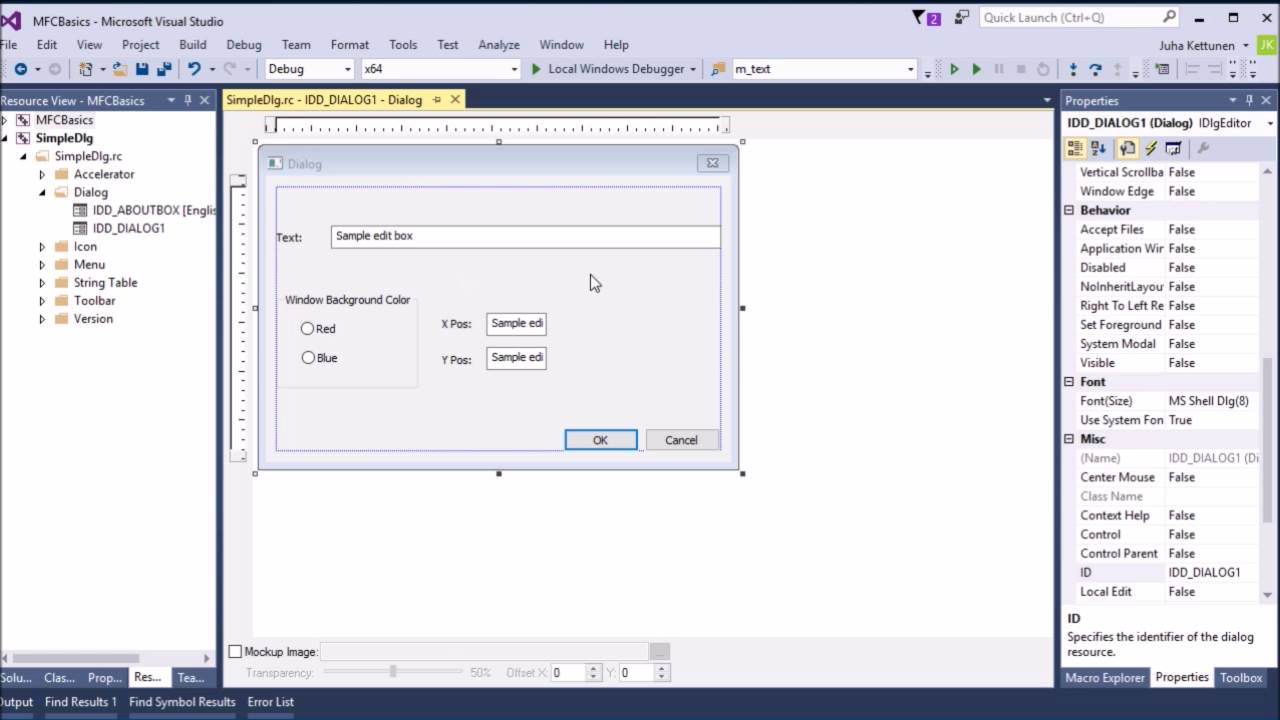 MFCBasics - Microsoft Visual Studio
2
Quick Launch (Ctrl+Q)
File Edit View Project Build Debug Team Format Tools Test Analyze Window Help
Juha Kettunen JK
Debug x64 Local Windows Debugger m_text
Resource View - MFCBasics
MFCBasics
SimpleDlg
SimpleDlg.rc
Accelerator
Dialog
IDD_ABOUTBOX [Englis
IDD_DIALOG1
Icon
Menu
String Table
Toolbar
Version
Solu... Clas... Prop... Res... Tea...
SimpleDlg.rc - IDD_DIALOG1 - Dialog
Dialog
Text: Sample edit box
Window Background Color
Red
Blue
X Pos: Sample edi
Y Pos: Sample edi
OK Cancel
Mockup Image: ...
Transparency: 50% Offset X: 0 Y: 0
Properties
IDD_DIALOG1 (Dialog) IDlgEditor
Vertical Scrollba False
Window Edge False
Behavior
Accept Files False
Application Wir False
Disabled False
NoInheritLayou False
Right To Left Re False
Set Foreground False
System Modal False
Visible False
Font
Font(Size) MS Shell Dlg(8)
Use System Fon True
Misc
(Name) IDD_DIALOG1 (Di
Center Mouse False
Class Name
Context Help False
Control False
Control Parent False
ID IDD_DIALOG1
Local Edit False
ID
Specifies the identifier of the dialog
resource.
Macro Explorer Properties Toolbox
Output Find Results 1 Find Symbol Results Error List